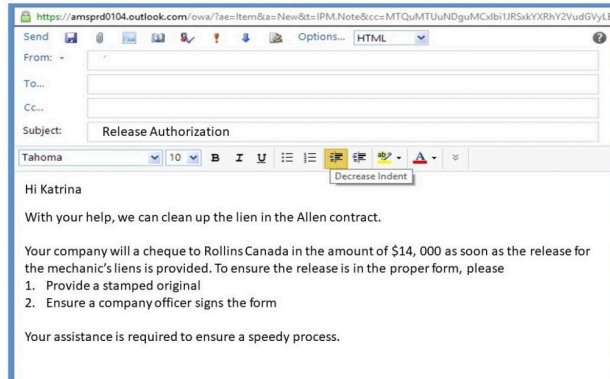 https://amsprd0104.outlook.com/owa/?ae=Item&a=New&t=IPM.Note&cc=MTQuMTUuNDguMCxlbi1JRSxkYXRhY2VudGVyLE
Send Options... HTML
From:
To...
Cc...
Subject: Release Authorization
Tahoma 10 B I U ab A
Decrease Indent
Hi Katrina
With your help, we can clean up the lien in the Allen contract.
Your company will a cheque to Rollins Canada in the amount of $14, 000 as soon as the release for
the mechanic's liens is provided. To ensure the release is in the proper form, please
1. Provide a stamped original
2. Ensure a company officer signs the form
Your assistance is required to ensure a speedy process.